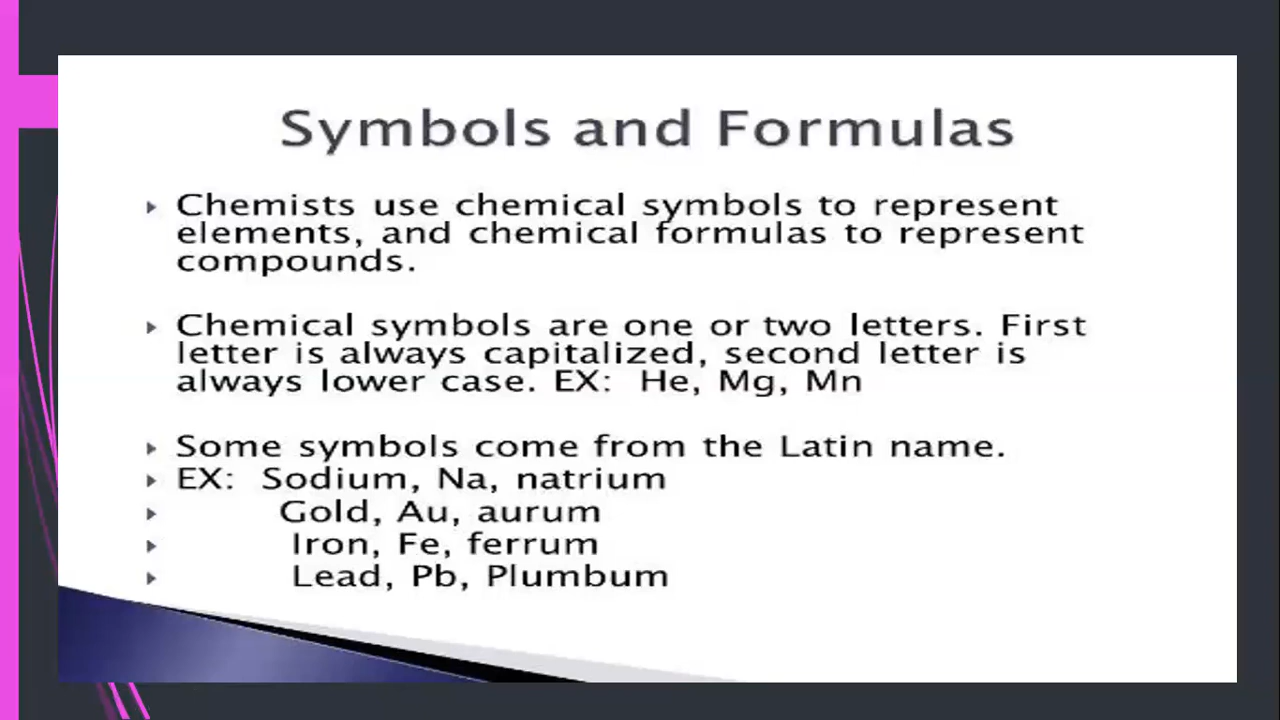 Symbols and Formulas
Chemists use chemical symbols to represent
elements, and chemical formulas to represent
compounds.
Chemical symbols are one or two letters. First
letter is always capitalized, second letter is
always lower case. EX: He, Mg, Mn
Some symbols come from the Latin name.
EX: Sodium, Na, natrium
Gold, Au, aurum
Iron, Fe, ferrum
Lead, Pb, Plumbum